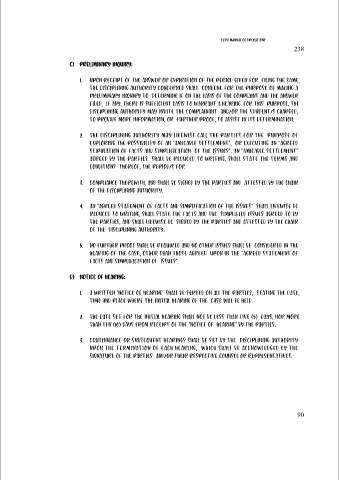 238
C) PRELIMINARY INQUIRY:
1. UPON RECEIPT OF THE ANSWER OR EXPIRATION OF THE PERIOD GIVEN FOR FILING THE SAME,
THE DISCIPLINING AUTHORITY CONCERNED SHALL CONVENE FOR THE PURPOSE OF MAKING A
PRELIMINARY INQUIRY TO DETERMINE IF ON THE BASIS OF THE COMPLAINT AND THE ANSWER
FILED, IF ANY, THERE IS SUFFICIENT BASIS TO WARRANT A HEARING. FOR THIS PURPOSE, THE
DISCIPLINING AUTHORITY MAY INVITE THE COMPLAINANT AND/OR THE STUDENT/S CHARGED,
TO PROVIDE MORE INFORMATION, OR FURTHER PROOF, TO ASSIST IN ITS DETERMINATION.
2. THE DISCIPLINING AUTHORITY MAY LIKEWISE CALL THE PARTIES FOR THE PURPOSE OF
EXPLORING THE POSSIBILITY OF AN "AMICABLE SETTLEMENT", OR EXECUTING AN "AGREED
STIPULATION OF FACTS AND SIMPLIFICATION OF THE ISSUES". AN "AMICABLE SETTLEMENT"
AGREED BY THE PARTIES SHALL BE REDUCED TO WRITING, SHALL STATE THE TERMS AND
CONDITIONS THEREOF, THE PERIOD/S FOR
3. COMPLIANCE THEREWITH, AND SHALL BE SIGNED BY THE PARTIES AND ATTESTED BY THE CHAIR
OF THE DISCIPLINING AUTHORITY.
4. AN "AGREED STATEMENT OF FACTS AND SIMPLIFICATION OF THE ISSUES" SHALL LIKEWISE BE
REDUCED TO WRITING, SHALL STATE THE FACTS AND THE SIMPLIFIED ISSUES AGREED TO BY
THE PARTIES, AND SHALL LIKEWISE BE SIGNED BY THE PARTIES AND ATTESTED BY THE CHAIR
OF THE DISCIPLINING AUTHORITY.
5. NO FURTHER PROOF SHALL BE REQUIRED AND NO OTHER ISSUES SHALL BE CONSIDERED IN THE
HEARING OF THE CASE, OTHER THAN THOSE AGREED UPON IN THE "AGREED STATEMENT OF
FACTS AND SIMPLIFICATION OF ISSUES".
D) NOTICE OF HEARING:
1. A WRITTEN "NOTICE OF HEARING" SHALL BE SERVED ON ALL THE PARTIES, STATING THE DATE,
TIME AND PLACE WHERE THE INITIAL HEARING OF THE CASE WILL BE HELD.
2. THE DATE SET FOR THE INITIAL HEARING SHALL NOT BE LESS THAN FIVE (5) DAYS, NOR MORE
THAN TEN (10) DAYS FROM RECEIPT OF THE "NOTICE OF HEARING" BY THE PARTIES.
3. CONTINUANCE OR SUBSEQUENT HEARINGS SHALL BE SET BY THE DISCIPLINING AUTHORITY
UPON THE TERMINATION OF EACH HEARING, WHICH SHALL BE ACKNOWLEDGED BY THE
SIGNATURE OF THE PARTIES AND/OR THEIR RESPECTIVE COUNSEL OR REPRESENTATIVES.
90